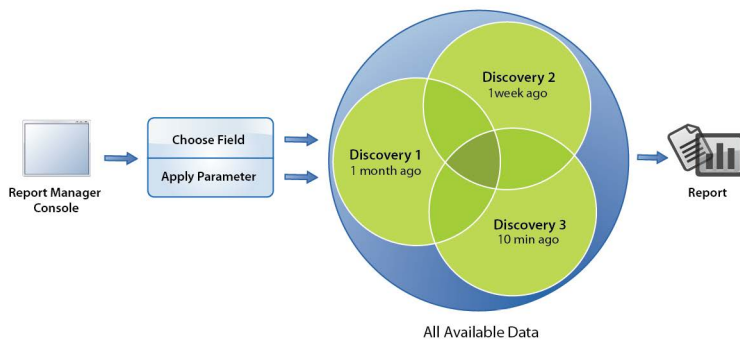 Report Manager
Console
Choose Field
Apply Parameter
Discovery 1
1 month ago
Discovery 2
1week ago
Discovery 3
10 min ago
All Available Data
Report